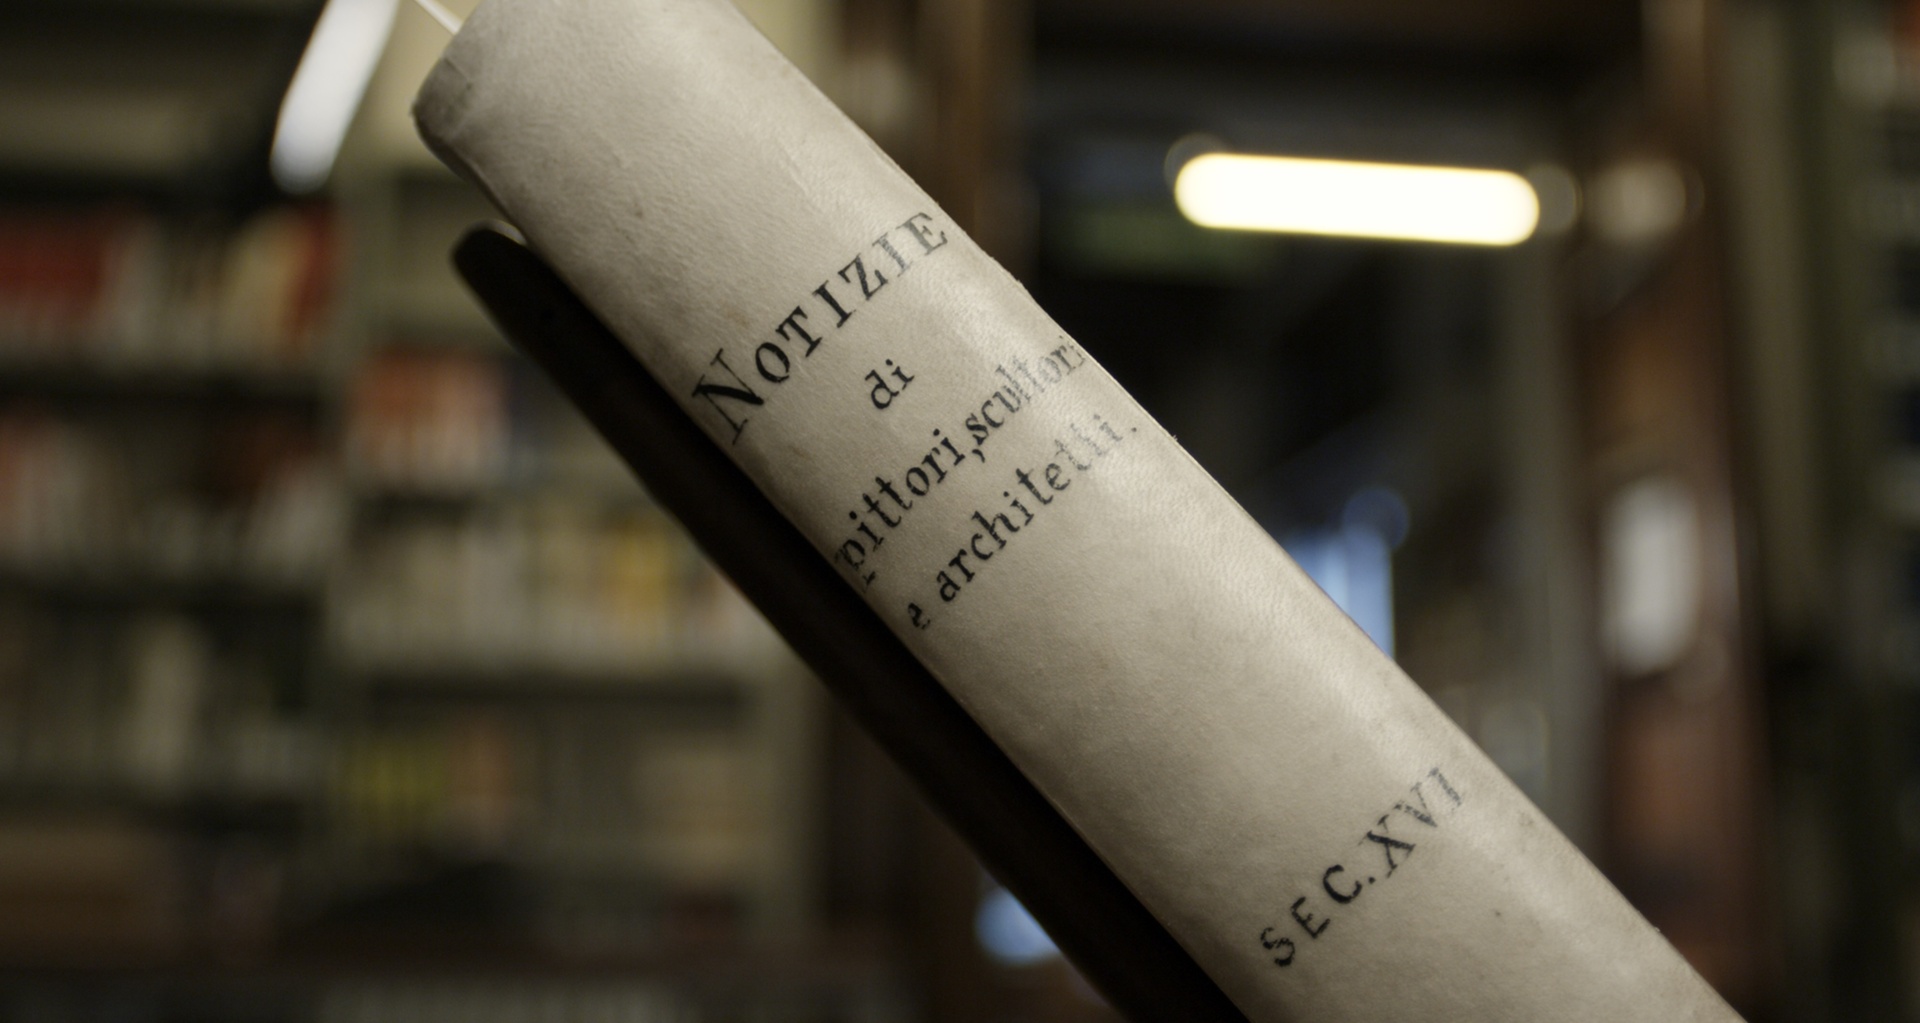 NOTIZIE
di
pittori, scultori
e architetti.
SEC. XVI